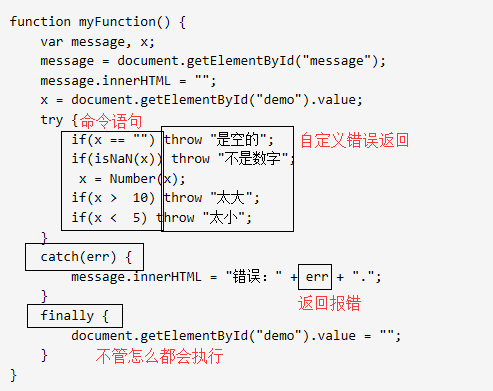 function myFunction() {
var message, x;
message = document.getElementById("message");
message.innerHTML = "";
x = document.getElementById("demo").value;
try { 命令语句
if(x == "") throw "是空的"; 自定义错误返回
if(isNaN(x)) throw "不是数字";
x = Number(x);
if(x > 10) throw "太大";
if(x < 5) throw "太小";
}
catch(err) {
message.innerHTML = "错误: " + err + ".";
} 返回报错
finally {
document.getElementById("demo").value = "";
} 不管怎么都会执行
}